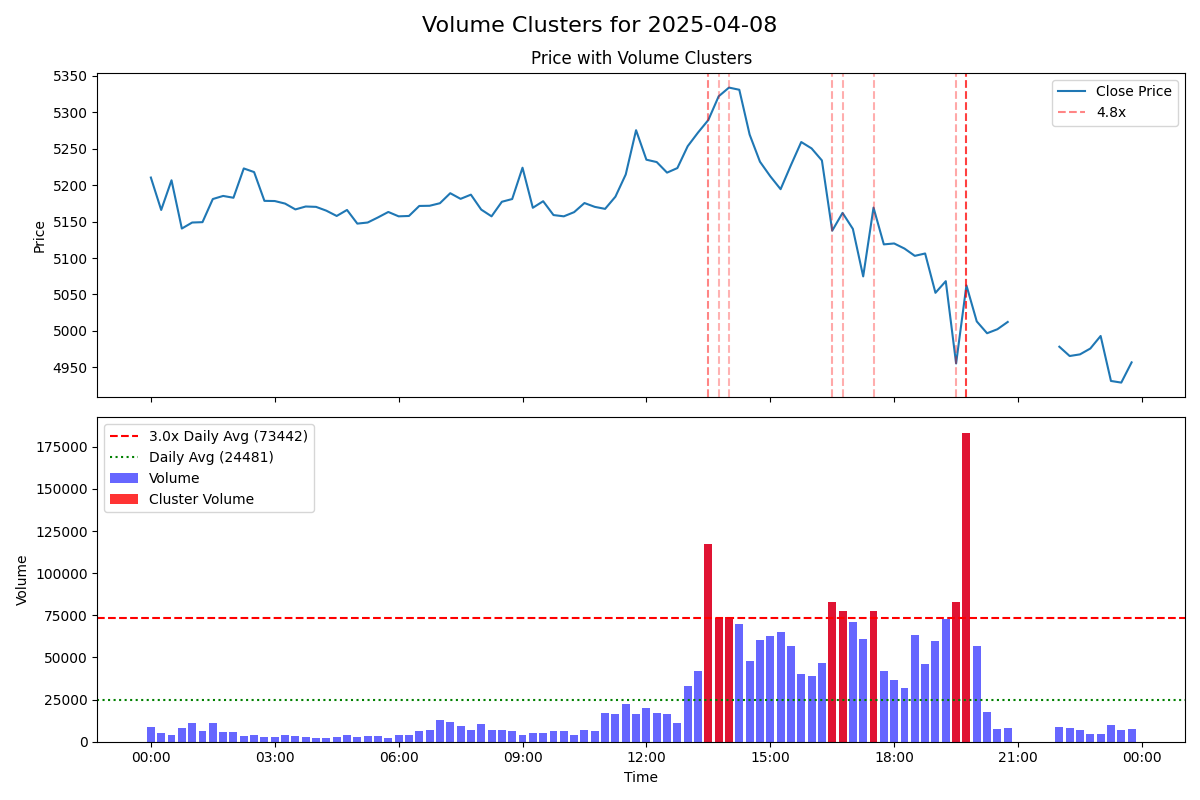 Volume Clusters for 2025-04-08
Price with Volume Clusters
5350
5300
5250
5200
5150
5100
5050
5000
4950
Price
Close Price
4.8x
175000
150000
125000
100000
75000
50000
25000
0
Volume
3.0x Daily Avg (73442)
Daily Avg (24481)
Volume
Cluster Volume
00:00 03:00 06:00 09:00 12:00 15:00 18:00 21:00 00:00
Time